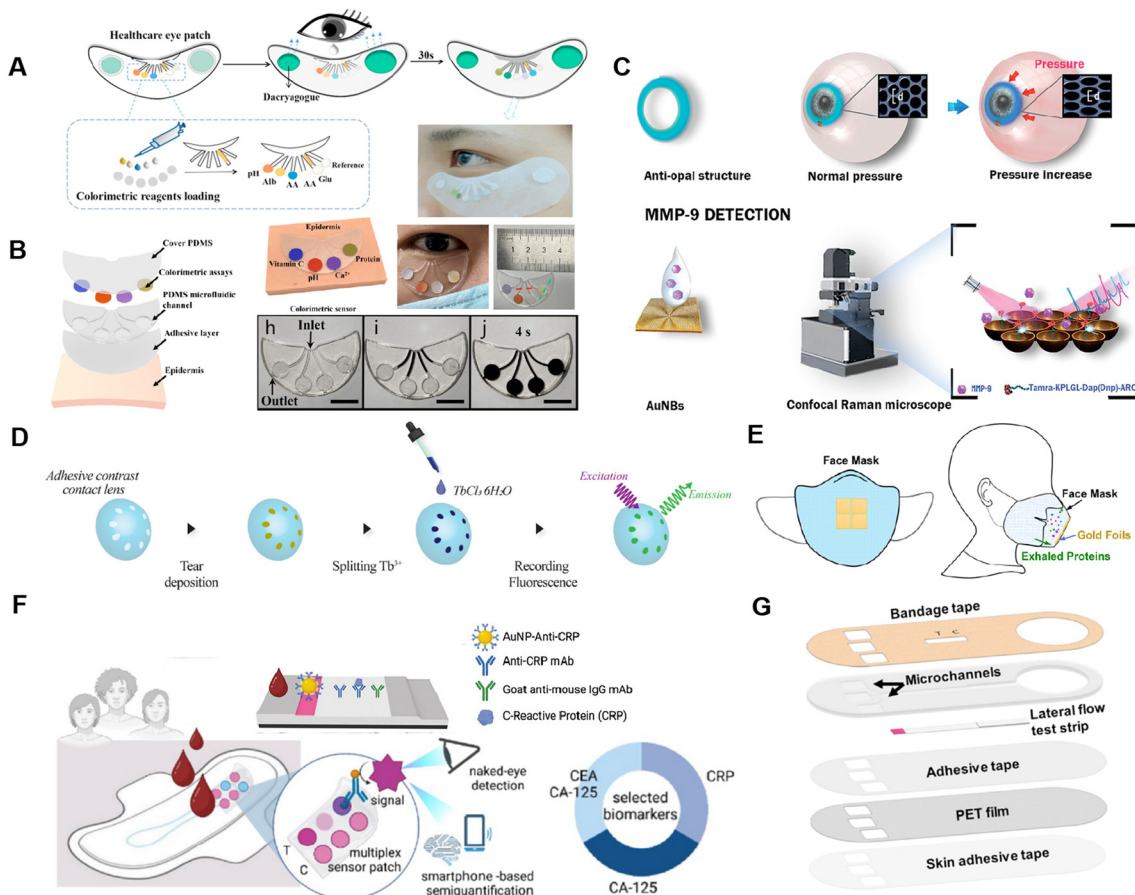 A
Healthcare eye patch
30s
Dacryagogue
Colorimetric reagents loading
pH
Alb
AA
AA
Glu
Reference
B
Cover PDMS
Colorimetric assays
PDMS microfluidic
channel
Adhesive layer
Epidermis
Epidermis
Vitamin C
pH
Ca²⁺
Protein
Colorimetric sensor
0 1 2 3 4
h
Inlet
Outlet
i
j
4 s
C
Pressure
d
d
Anti-opal structure
Normal pressure
Pressure increase
MMP-9 DETECTION
AuNBs
Confocal Raman microscope
MMP-9
Tamra-KPLGL-Dap(Dnp)-ARC
D
Adhesive contrast
contact lens
Tear
deposition
Splitting Tb³⁺
TbCl₃ 6H₂O
Recording
Fluorescence
Excitation
Emission
E
Face Mask
Face Mask
Gold Foils
Exhaled Proteins
F
AuNP-Anti-CRP
Anti-CRP mAb
Goat anti-mouse IgG mAb
C-Reactive Protein (CRP)
T
C
multiplex
sensor patch
signal
naked-eye
detection
smartphone -based
semiquantification
CEA
CA-125
CRP
selected
biomarkers
CA-125
G
Bandage tape
T C
Microchannels
Lateral flow
test strip
Adhesive tape
PET film
Skin adhesive tape